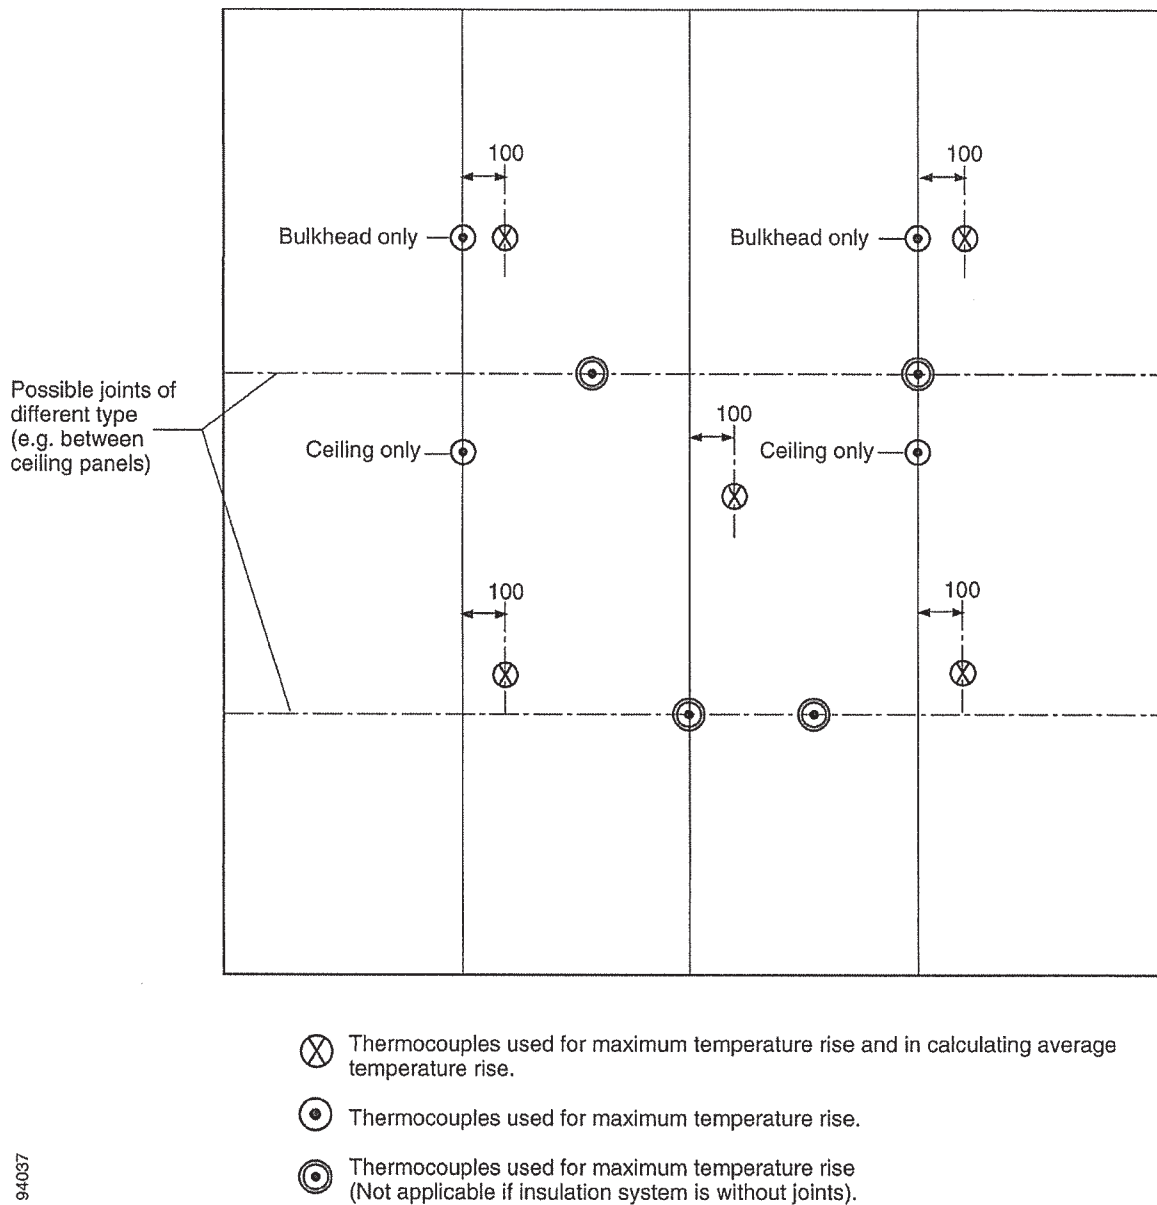 100
100
Bulkhead only
Bulkhead only
Possible joints of
different type
(e.g. between
ceiling panels)
100
Ceiling only
Ceiling only
100
100
Thermocouples used for maximum temperature rise and in calculating average
temperature rise.
Thermocouples used for maximum temperature rise.
Thermocouples used for maximum temperature rise
(Not applicable if insulation system is without joints).
94037